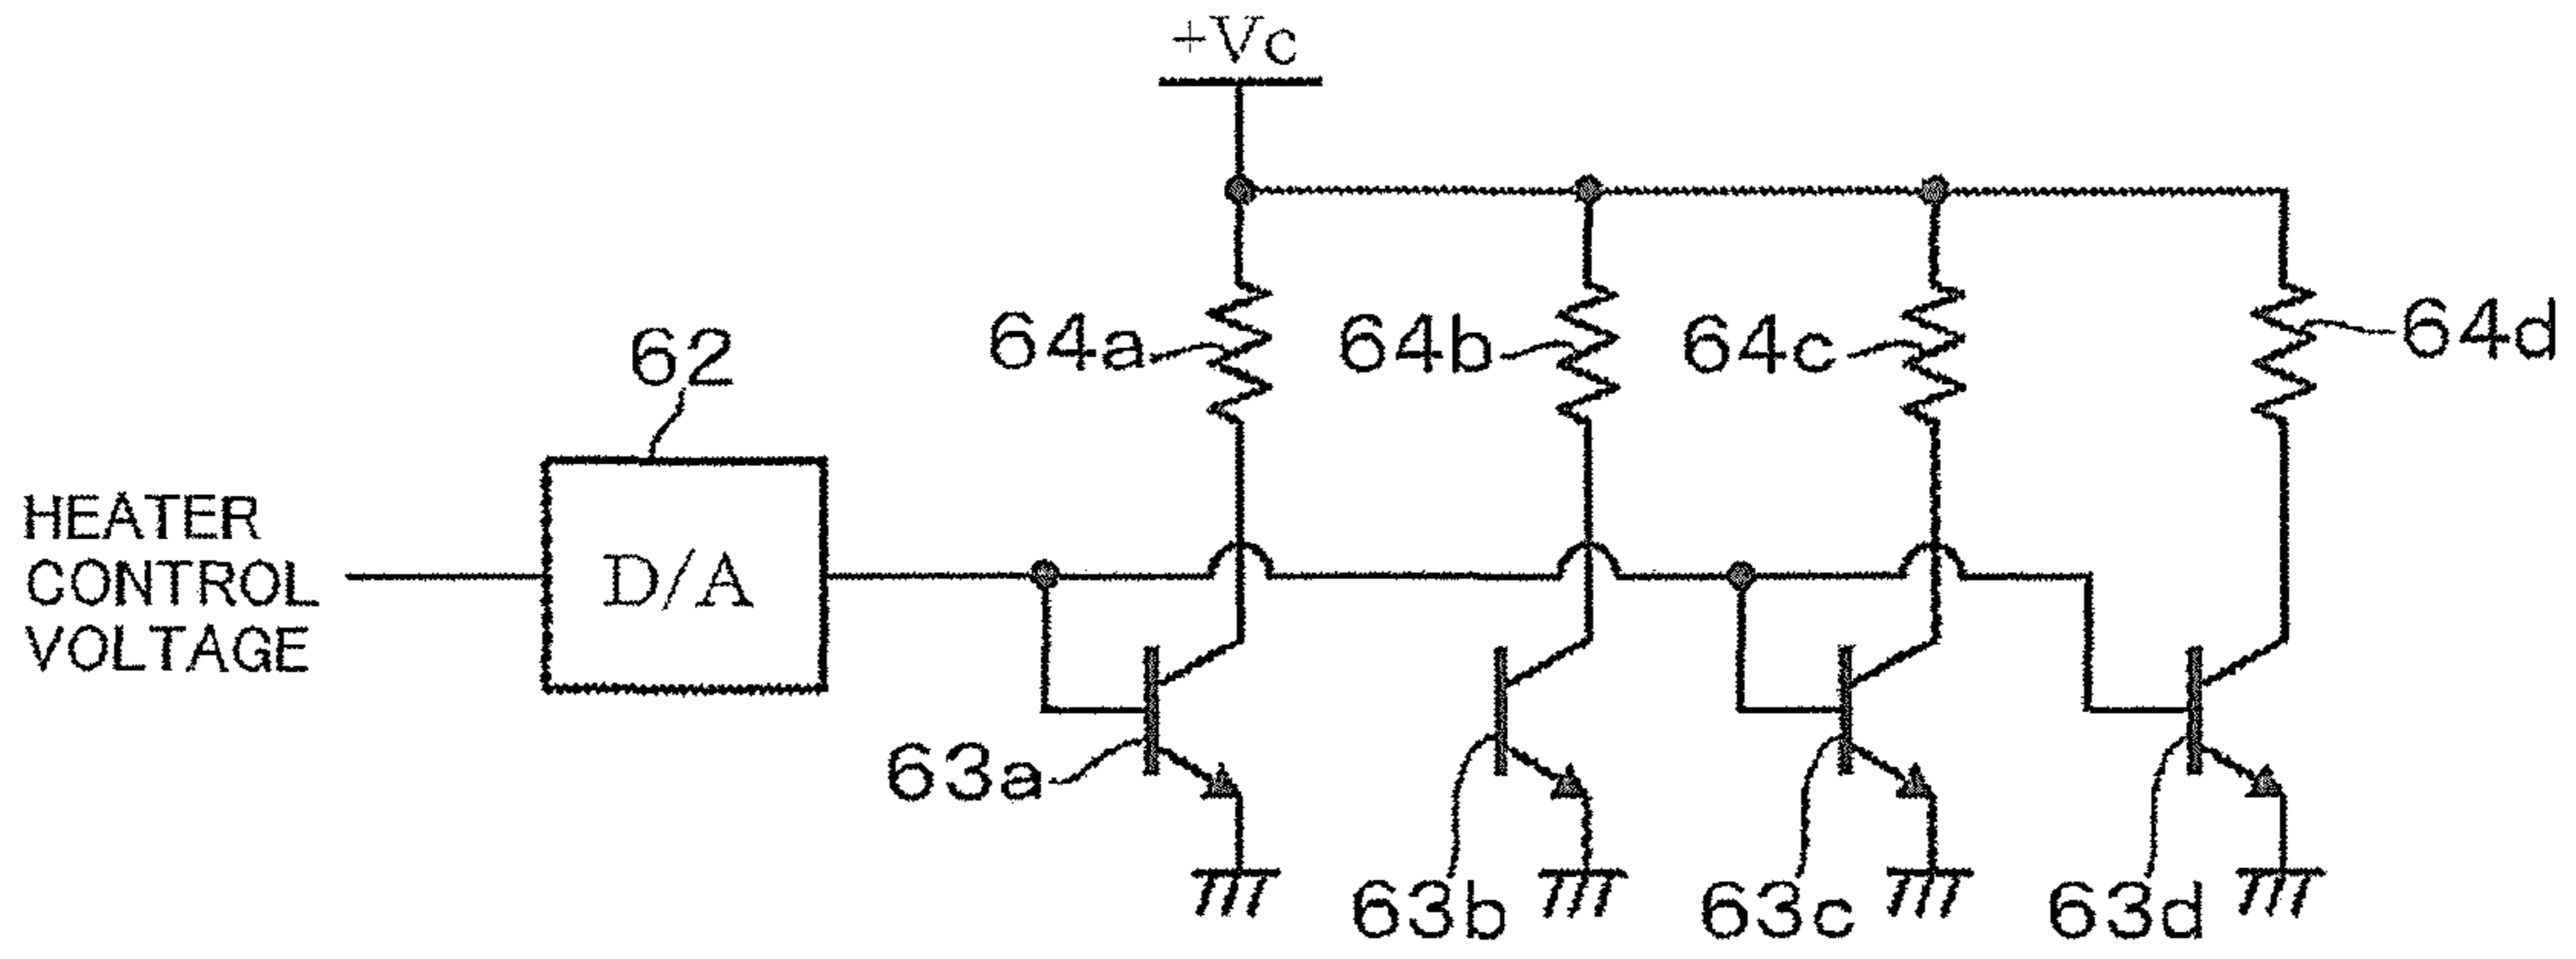 +Vc
64a
64b
64c
64d
62
HEATER
CONTROL
VOLTAGE
D/A
63a
63b
63c
63d